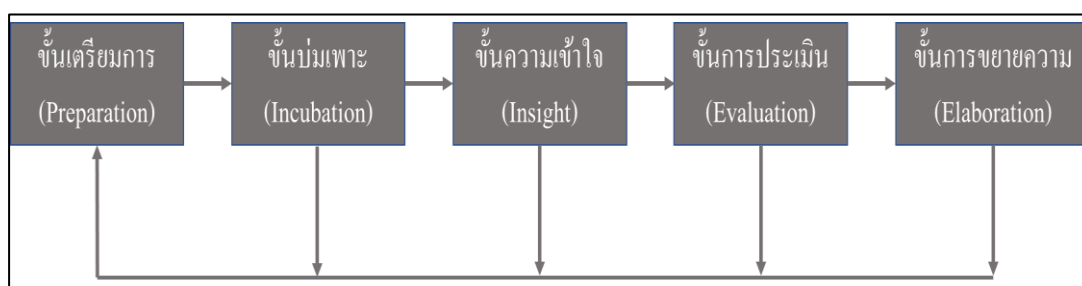 ขั้นเตรียมการ
(Preparation)
ขั้นบ่มเพาะ
(Incubation)
ขั้นความเข้าใจ
(Insight)
ขั้นการประเมิน
(Evaluation)
ขั้นการขยายความ
(Elaboration)